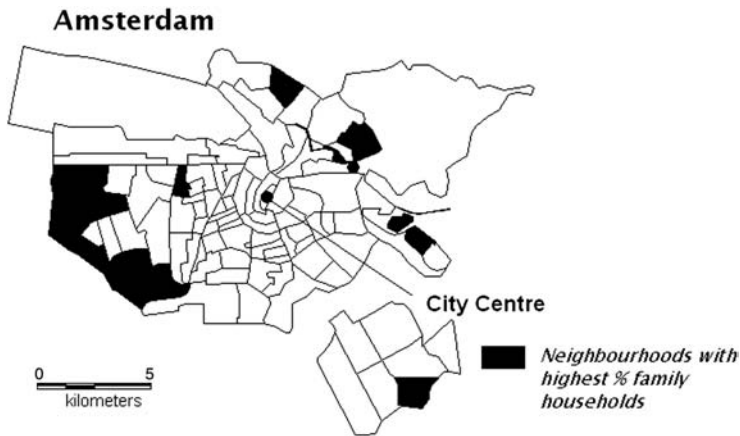 Amsterdam
City Centre
Neighbourhoods with
highest % family
households
0 5
kilometers